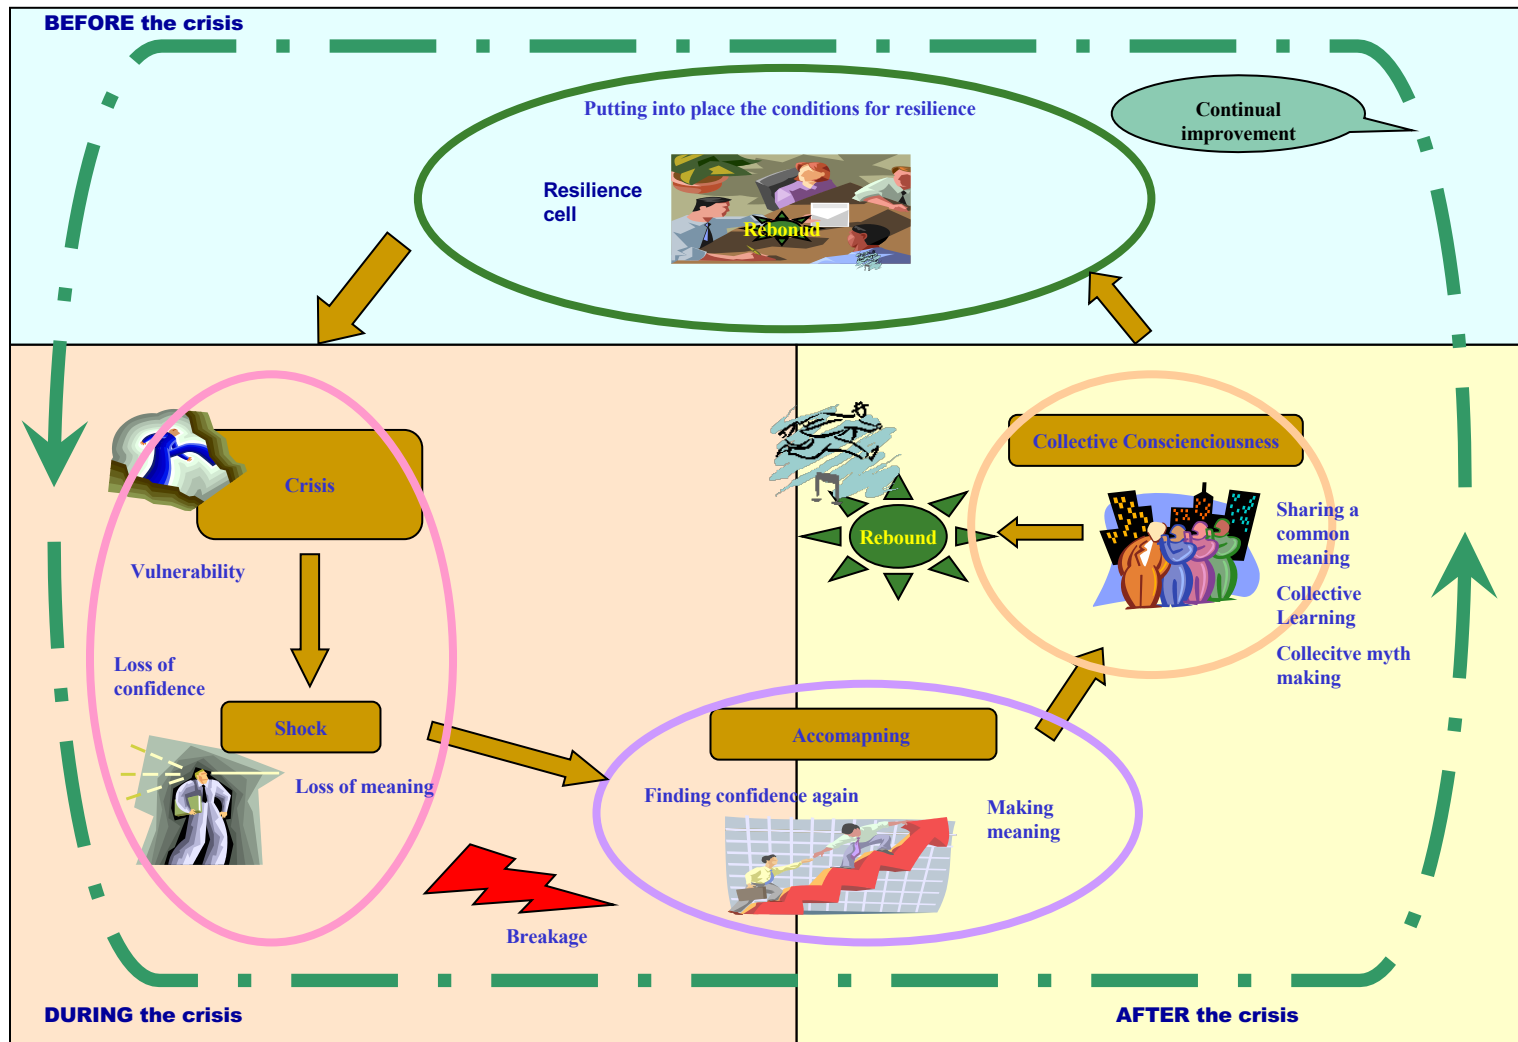 BEFORE the crisis
Putting into place the conditions for resilience
Continual
improvement
Resilience
cell
Rebonud
Crisis
Vulnerability
Loss of
confidence
Shock
Loss of meaning
Breakage
Accomapning
Finding confidence again
Making
meaning
Collective Conscienciousness
Sharing a
common
meaning
Collective
Learning
Collecitve myth
making
Rebound
DURING the crisis
AFTER the crisis